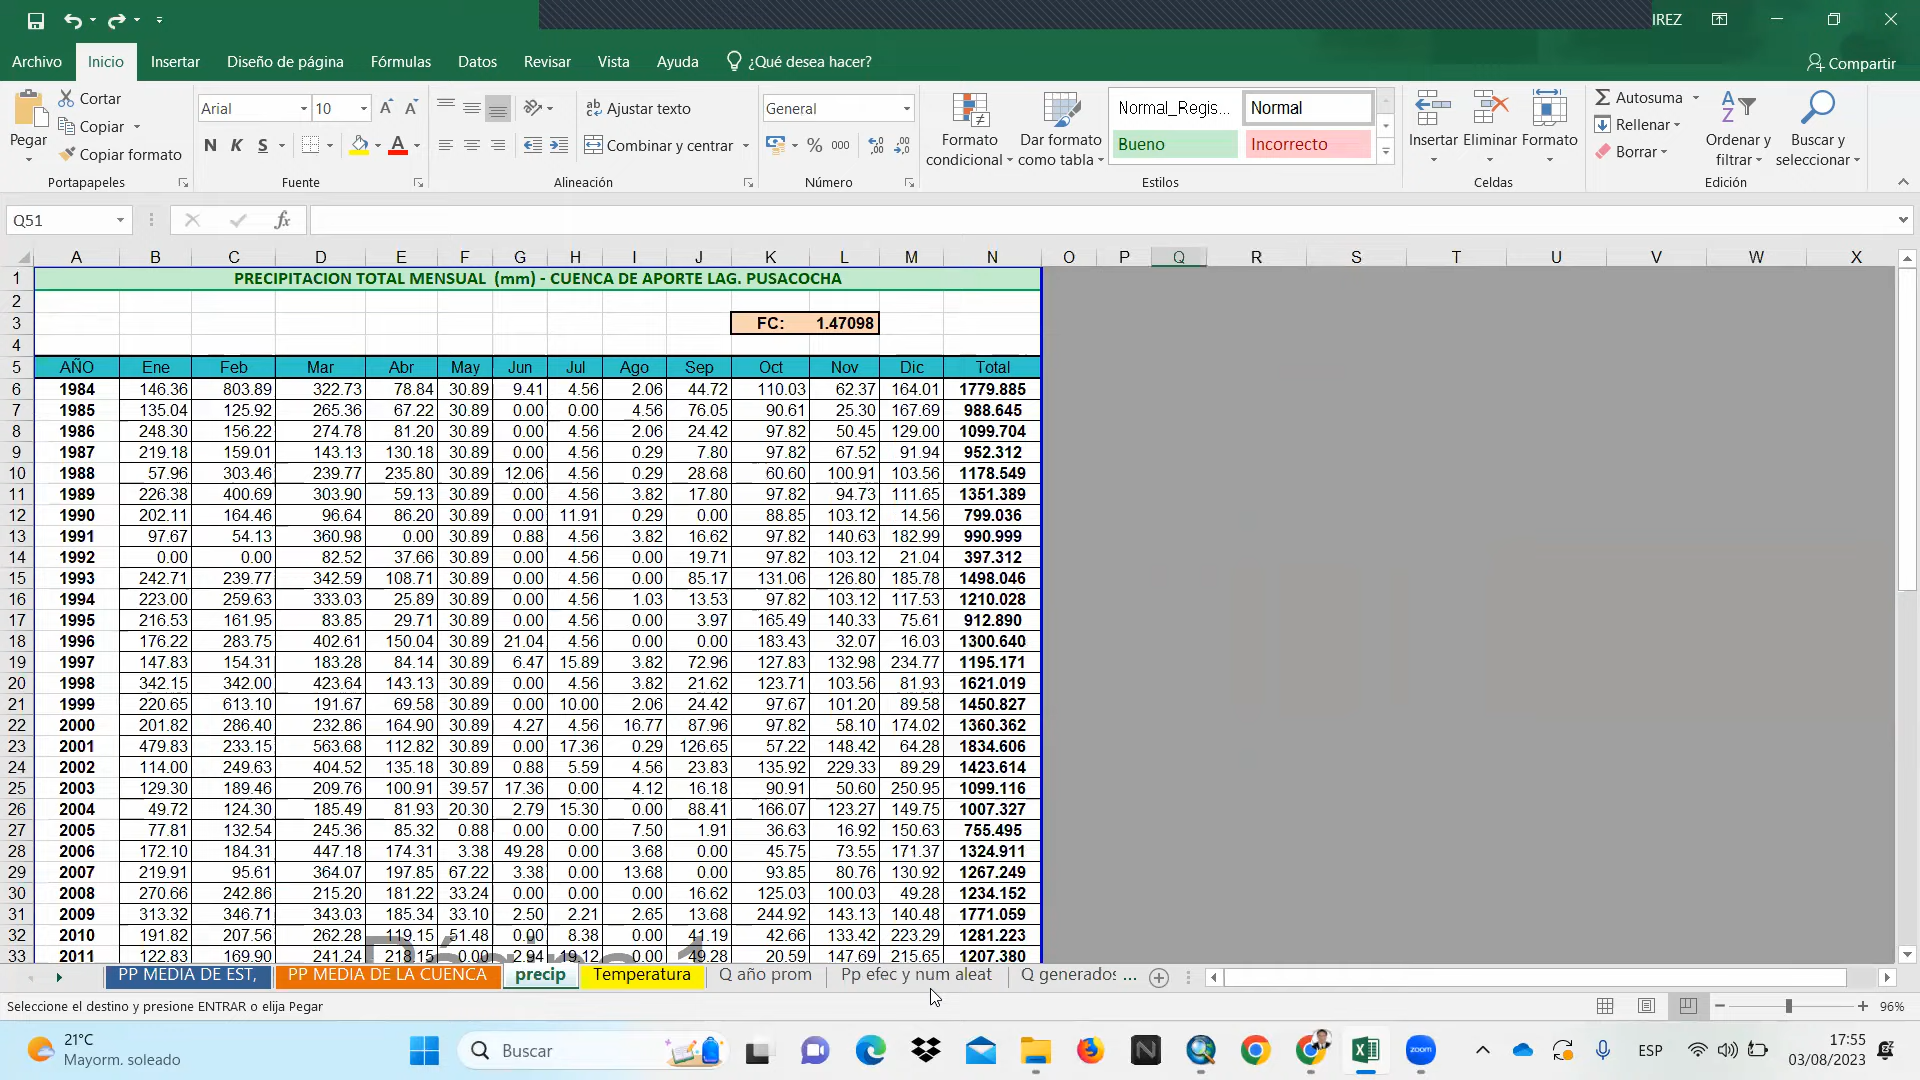 IREZ
Archivo Inicio Insertar Diseño de página Fórmulas Datos Revisar Vista Ayuda ¿Qué desea hacer? Compartir
Pegar Cortar Copiar Copiar formato Portapapeles
Arial 10 N K S Fuente
Ajustar texto Combinar y centrar Alineación
General % 000 Número
Formato condicional Dar formato como tabla Normal_Regis... Normal Bueno Incorrecto Estilos
Insertar Eliminar Formato Celdas
Autosuma Rellenar Borrar Ordenar y filtrar Buscar y seleccionar Edición
Q51 fx
A B C D E F G H I J K L M N O P Q R S T U V W X
1 PRECIPITACION TOTAL MENSUAL (mm) - CUENCA DE APORTE LAG. PUSACOCHA
2
3 FC: 1.47098
4
5 AÑO Ene Feb Mar Abr May Jun Jul Ago Sep Oct Nov Dic Total
6 1984 146.36 803.89 322.73 78.84 30.89 9.41 4.56 2.06 44.72 110.03 62.37 164.01 1779.885
7 1985 135.04 125.92 265.36 67.22 30.89 0.00 0.00 4.56 76.05 90.61 25.30 167.69 988.645
8 1986 248.30 156.22 274.78 81.20 30.89 0.00 4.56 2.06 24.42 97.82 50.45 129.00 1099.704
9 1987 219.18 159.01 143.13 130.18 30.89 0.00 4.56 0.29 7.80 97.82 67.52 91.94 952.312
10 1988 57.96 303.46 239.77 235.80 30.89 12.06 4.56 0.29 28.68 60.60 100.91 103.56 1178.549
11 1989 226.38 400.69 303.90 59.13 30.89 0.00 4.56 3.82 17.80 97.82 94.73 111.65 1351.389
12 1990 202.11 164.46 96.64 86.20 30.89 0.00 11.91 0.29 0.00 88.85 103.12 14.56 799.036
13 1991 97.67 54.13 360.98 0.00 30.89 0.88 4.56 3.82 16.62 97.82 140.63 182.99 990.999
14 1992 0.00 0.00 82.52 37.66 30.89 0.00 4.56 0.00 19.71 97.82 103.12 21.04 397.312
15 1993 242.71 239.77 342.59 108.71 30.89 0.00 4.56 0.00 85.17 131.06 126.80 185.78 1498.046
16 1994 223.00 259.63 333.03 25.89 30.89 0.00 4.56 1.03 13.53 97.82 103.12 117.53 1210.028
17 1995 216.53 161.95 83.85 29.71 30.89 0.00 4.56 0.00 3.97 165.49 140.33 75.61 912.890
18 1996 176.22 283.75 402.61 150.04 30.89 21.04 4.56 0.00 0.00 183.43 32.07 16.03 1300.640
19 1997 147.83 154.31 183.28 84.14 30.89 6.47 15.89 3.82 72.96 127.83 132.98 234.77 1195.171
20 1998 342.15 342.00 423.64 143.13 30.89 0.00 4.56 3.82 21.62 123.71 103.56 81.93 1621.019
21 1999 220.65 613.10 191.67 69.58 30.89 0.00 10.00 2.06 24.42 97.67 101.20 89.58 1450.827
22 2000 201.82 286.40 232.86 164.90 30.89 4.27 4.56 16.77 87.96 97.82 58.10 174.02 1360.362
23 2001 479.83 233.15 563.68 112.82 30.89 0.00 17.36 0.29 126.65 57.22 148.42 64.28 1834.606
24 2002 114.00 249.63 404.52 135.18 30.89 0.88 5.59 4.56 23.83 135.92 229.33 89.29 1423.614
25 2003 129.30 189.46 209.76 100.91 39.57 17.36 0.00 4.12 16.18 90.91 50.60 250.95 1099.116
26 2004 49.72 124.30 185.49 81.93 20.30 2.79 15.30 0.00 88.41 166.07 123.27 149.75 1007.327
27 2005 77.81 132.54 245.36 85.32 0.88 0.00 0.00 7.50 1.91 36.63 16.92 150.63 755.495
28 2006 172.10 184.31 447.18 174.31 3.38 49.28 0.00 3.68 0.00 45.75 73.55 171.37 1324.911
29 2007 219.91 95.61 364.07 197.85 67.22 3.38 0.00 13.68 0.00 93.85 80.76 130.92 1267.249
30 2008 270.66 242.86 215.20 181.22 33.24 0.00 0.00 0.00 16.62 125.03 100.03 49.28 1234.152
31 2009 313.32 346.71 343.03 185.34 33.10 2.50 2.21 2.65 13.68 244.92 143.13 140.48 1771.059
32 2010 191.82 207.56 262.28 119.15 51.48 0.00 8.38 0.00 41.19 42.66 133.42 223.29 1281.223
33 2011 122.83 169.90 241.24 218.15 0.00 2.94 19.12 0.00 49.28 20.59 147.69 215.65 1207.380
Página 1
PP MEDIA DE EST, PP MEDIA DE LA CUENCA precip Temperatura Q año prom Pp efec y num aleat Q generados ...
Seleccione el destino y presione ENTRAR o elija Pegar 96%
21°C
Mayorm. soleado
Buscar
zoom
ESP
17:55
03/08/2023